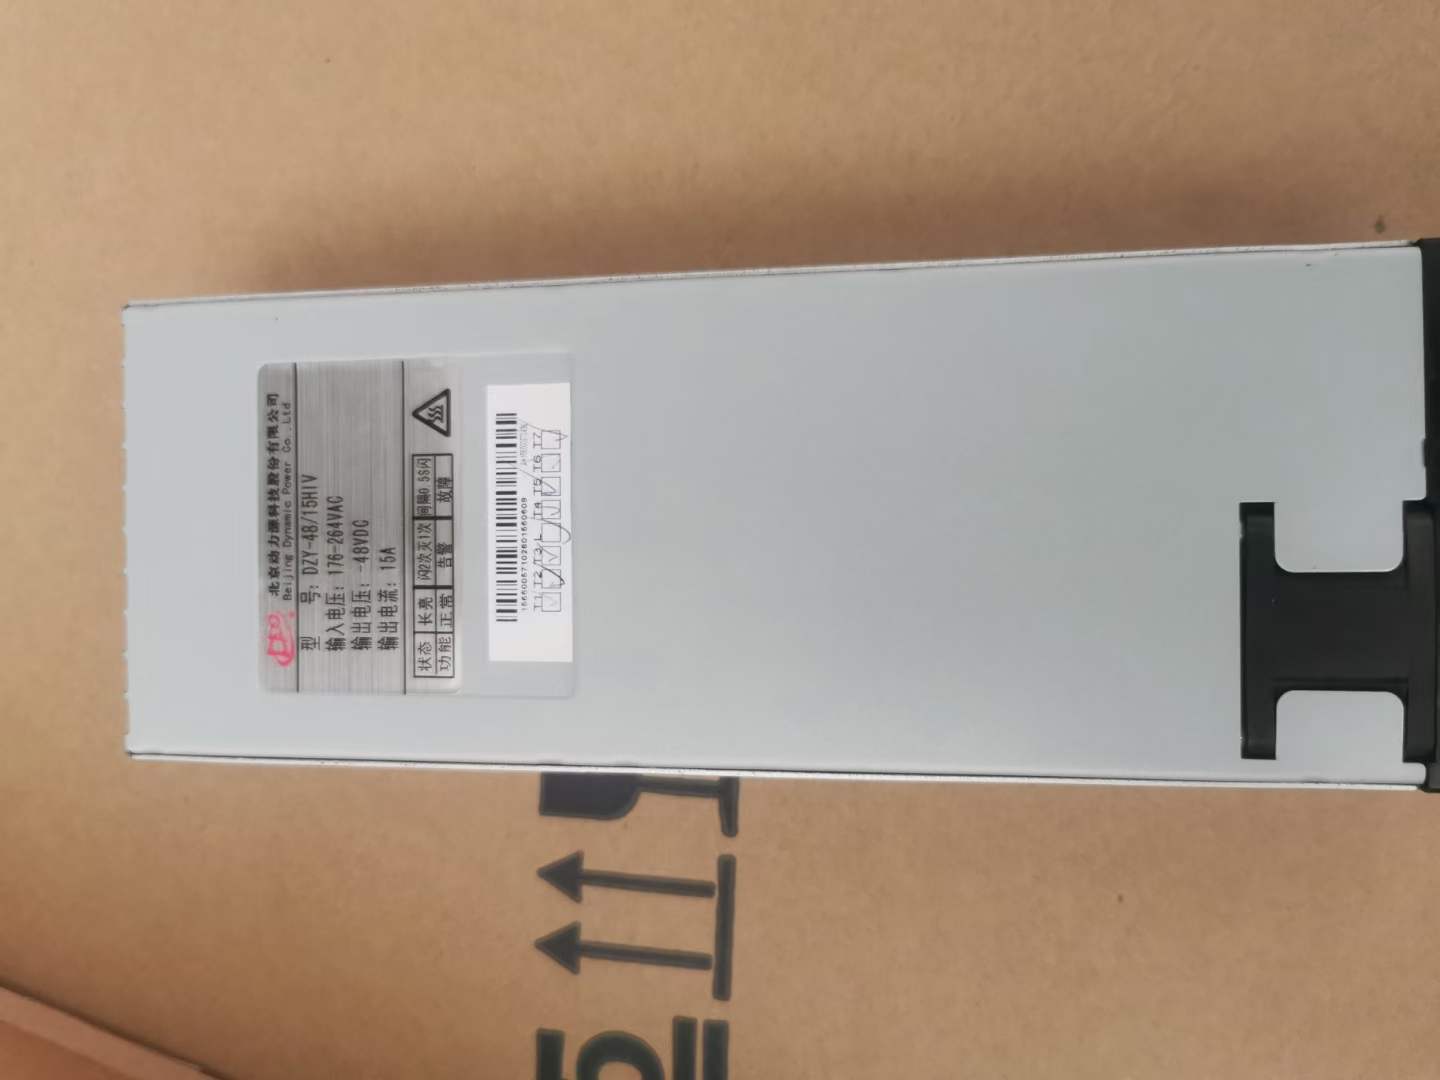 北京动力源科技股份有限公司
Beijing Dynamic Power Co.,Ltd
型 号: DZY-48/15HIV
输入电压: 176-264VAC
输出电压: -48VDC
输出电流: 15A
状态 长亮 闪2次灭1次 间隔0.5S闪
功能 正常 告警 故障
T1 T2 T3 L T4 T5 T6 T7